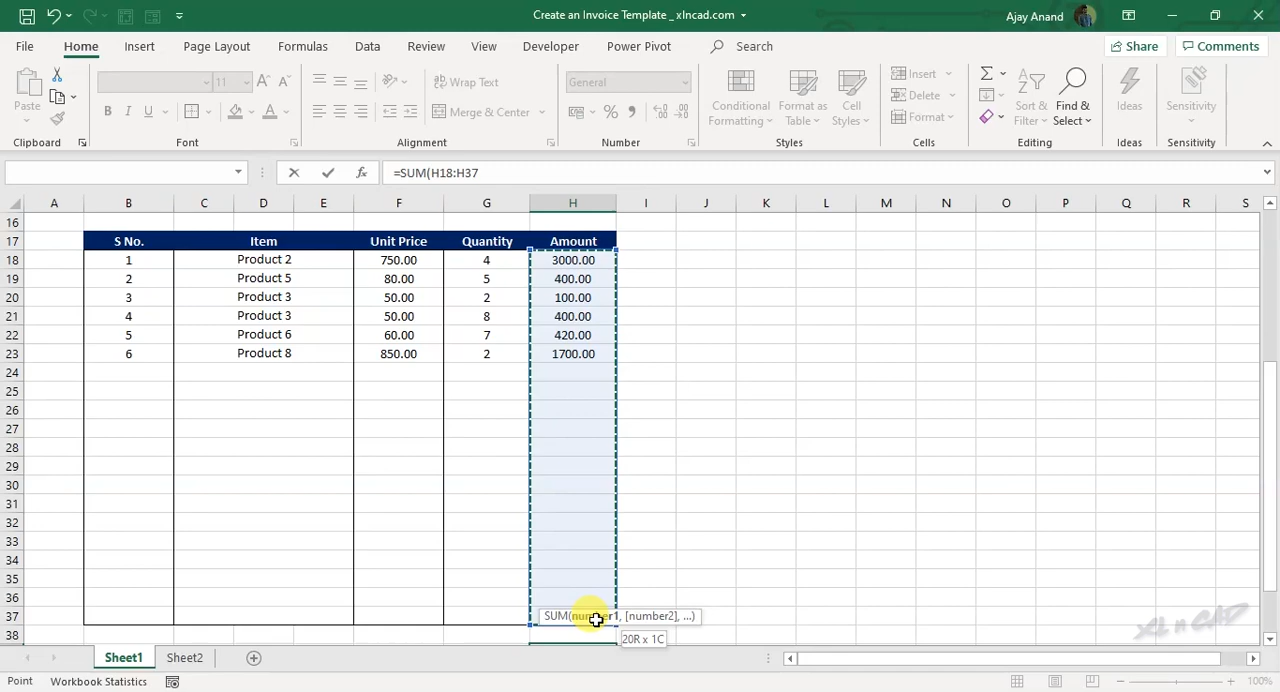 Create an Invoice Template _ xlncad.com
Ajay Anand
File Home Insert Page Layout Formulas Data Review View Developer Power Pivot Search Share Comments
Paste
11
Wrap Text
Merge & Center
General
Conditional Formatting
Format as Table
Cell Styles
Insert
Delete
Format
Sort & Filter
Find & Select
Ideas
Sensitivity
Clipboard Font Alignment Number Styles Cells Editing Ideas Sensitivity
=SUM(H18:H37
A B C D E F G H I J K L M N O P Q R S
16
17 S No. Item Unit Price Quantity Amount
18 1 Product 2 750.00 4 3000.00
19 2 Product 5 80.00 5 400.00
20 3 Product 3 50.00 2 100.00
21 4 Product 3 50.00 8 400.00
22 5 Product 6 60.00 7 420.00
23 6 Product 8 850.00 2 1700.00
24
25
26
27
28
29
30
31
32
33
34
35
36
37 SUM(number1, [number2], ...)
38 20R x 1C
XL n CAD
Sheet1 Sheet2
Point Workbook Statistics 100%